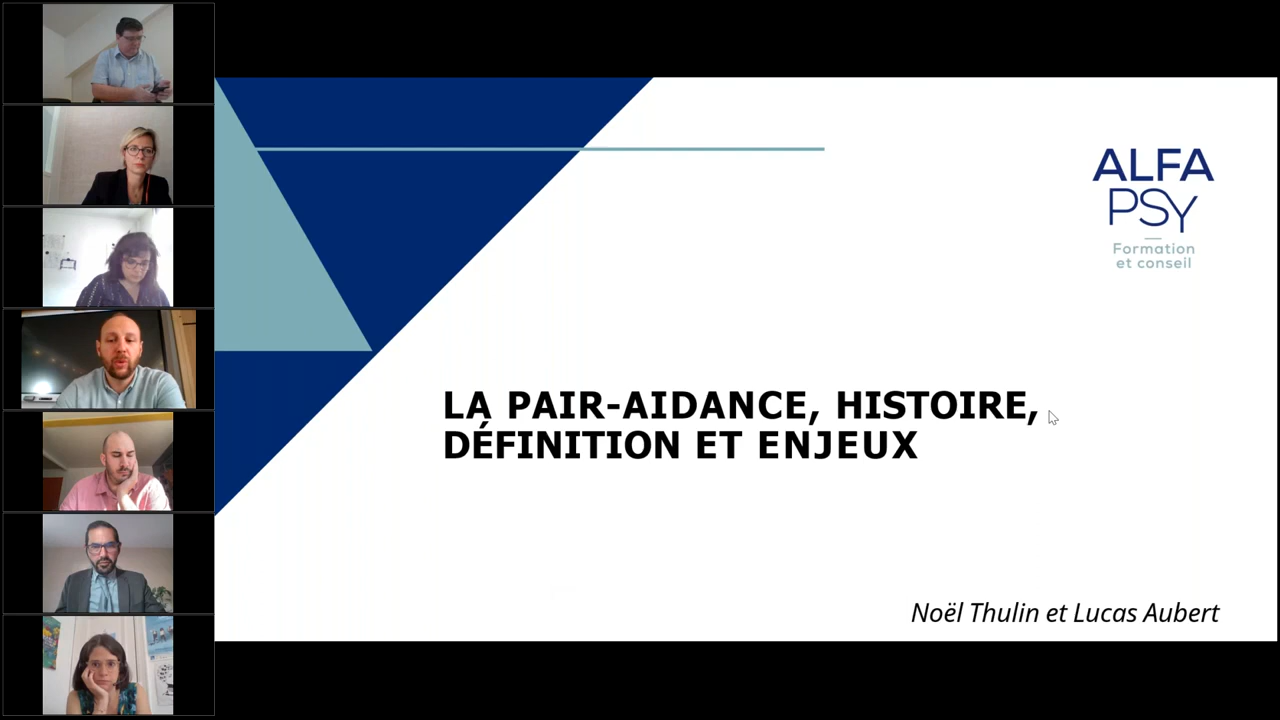 ALFA
PSY
Formation
et conseil
LA PAIR-AIDANCE, HISTOIRE,
DÉFINITION ET ENJEUX
Noël Thulin et Lucas Aubert